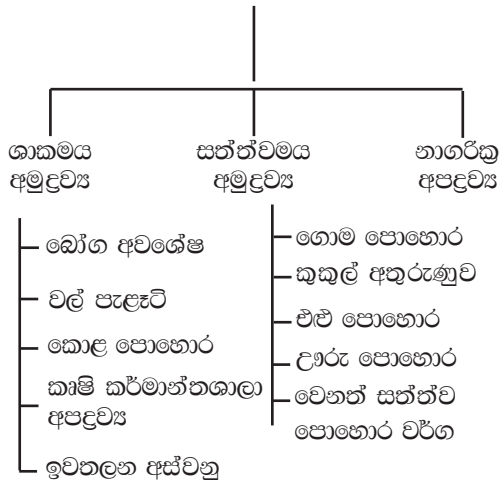 ශාකමය
අමුද්‍රව්‍ය
සත්ත්වමය
අමුද්‍රව්‍ය
නාගරික්‍ර
අපද්‍රව්‍ය
බෝග අවශේෂ
වල් පැළෑටි
කොළ පොහොර
කෘෂි කර්මාන්තශාලා
අපද්‍රව්‍ය
ඉවතලන අස්වනු
ගොම පොහොර
කුකුල් අතුරුණුව
එළු පොහොර
ඌරු පොහොර
වෙනත් සත්ත්ව
පොහොර වර්ග